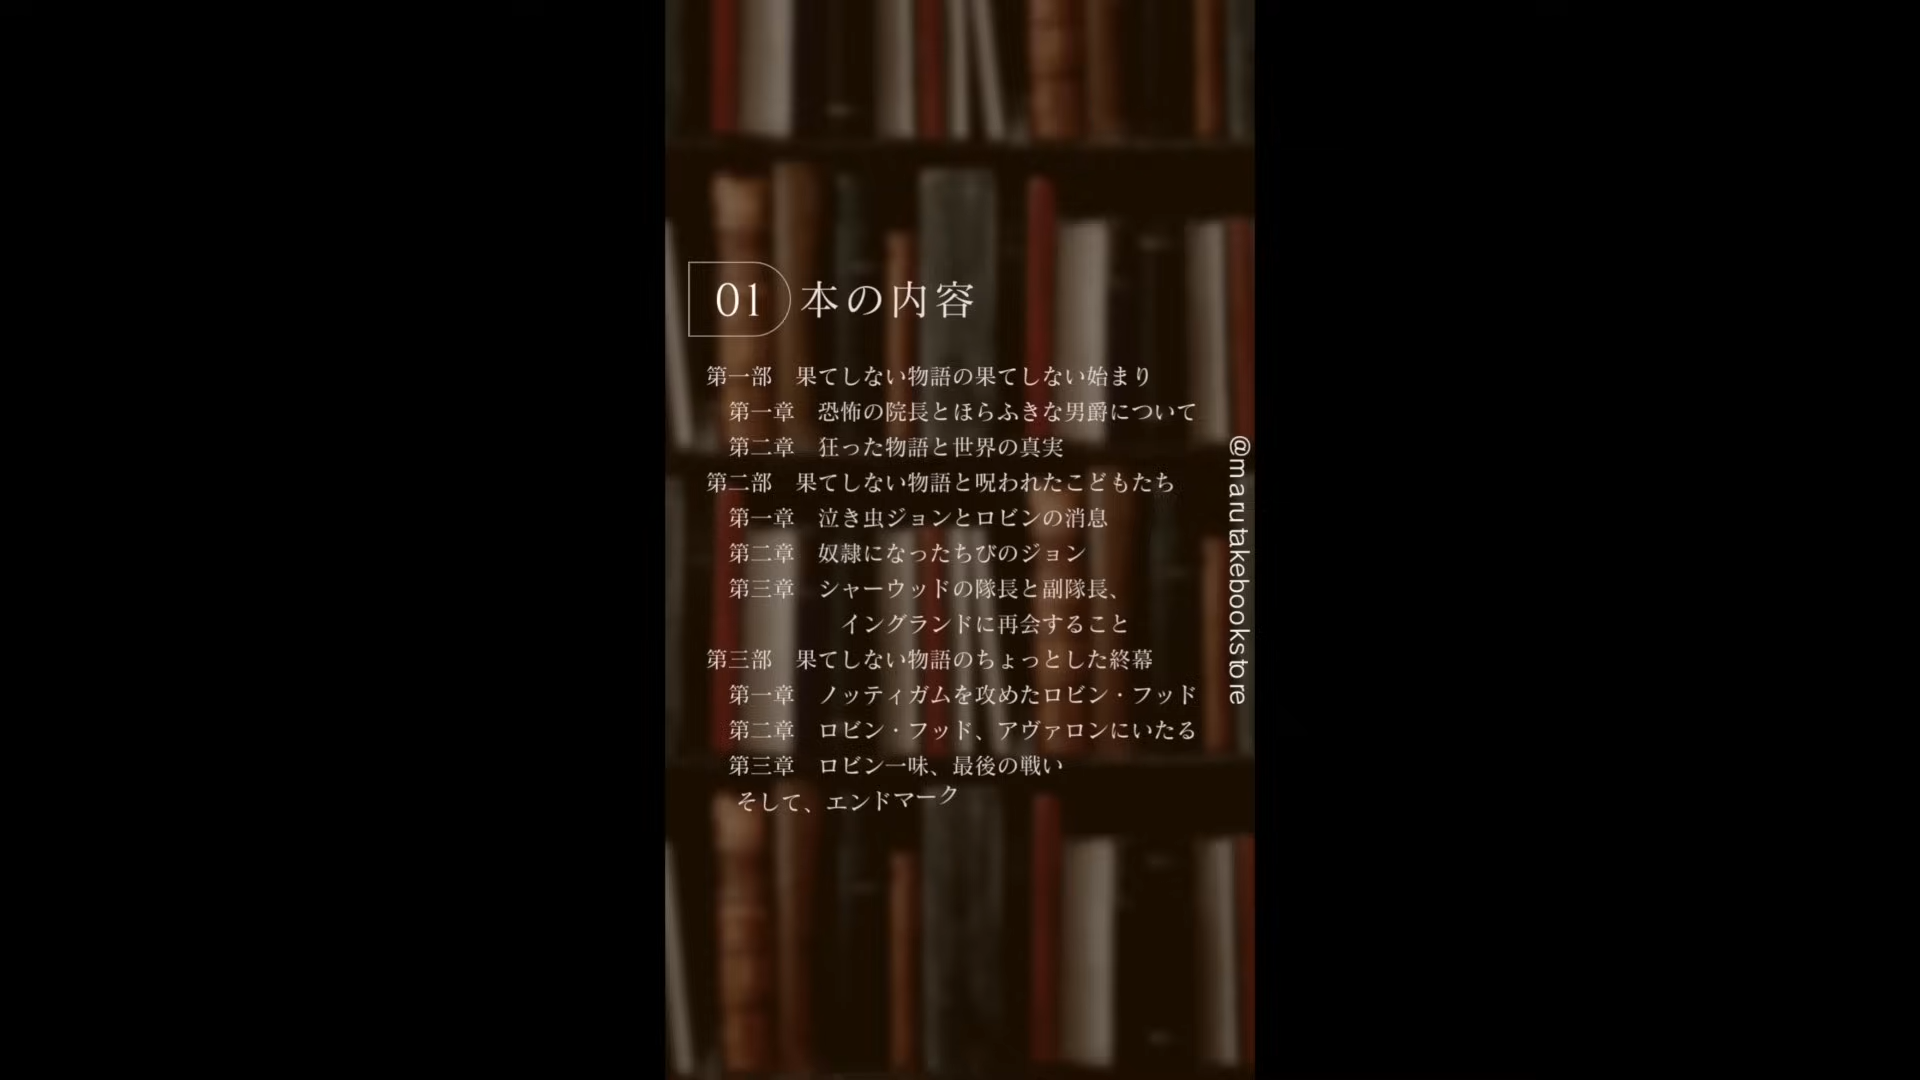 01 本の内容
第一部　果てしない物語の果てしない始まり
第一章　恐怖の院長とほらふきな男爵について
第二章　狂った物語と世界の真実
第二部　果てしない物語と呪われたこどもたち
第一章　泣き虫ジョンとロビンの消息
第二章　奴隷になったちびのジョン
第三章　シャーウッドの隊長と副隊長、
イングランドに再会すること
第三部　果てしない物語のちょっとした終幕
第一章　ノッティガムを攻めたロビン・フッド
第二章　ロビン・フッド、アヴァロンにいたる
第三章　ロビン一味、最後の戦い
そして、エンドマーク
@marutakebookstore